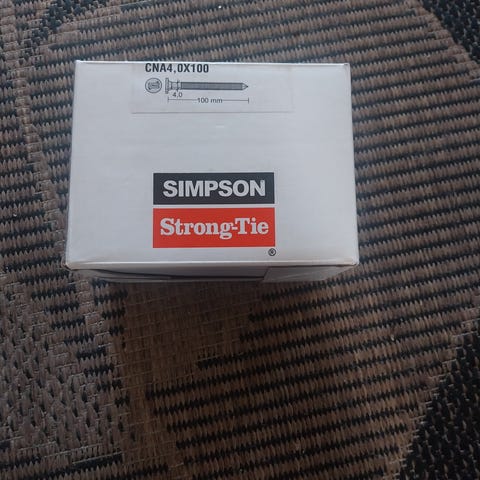 CNA4,0X100
4,0
100 mm
SIMPSON
Strong-Tie
®